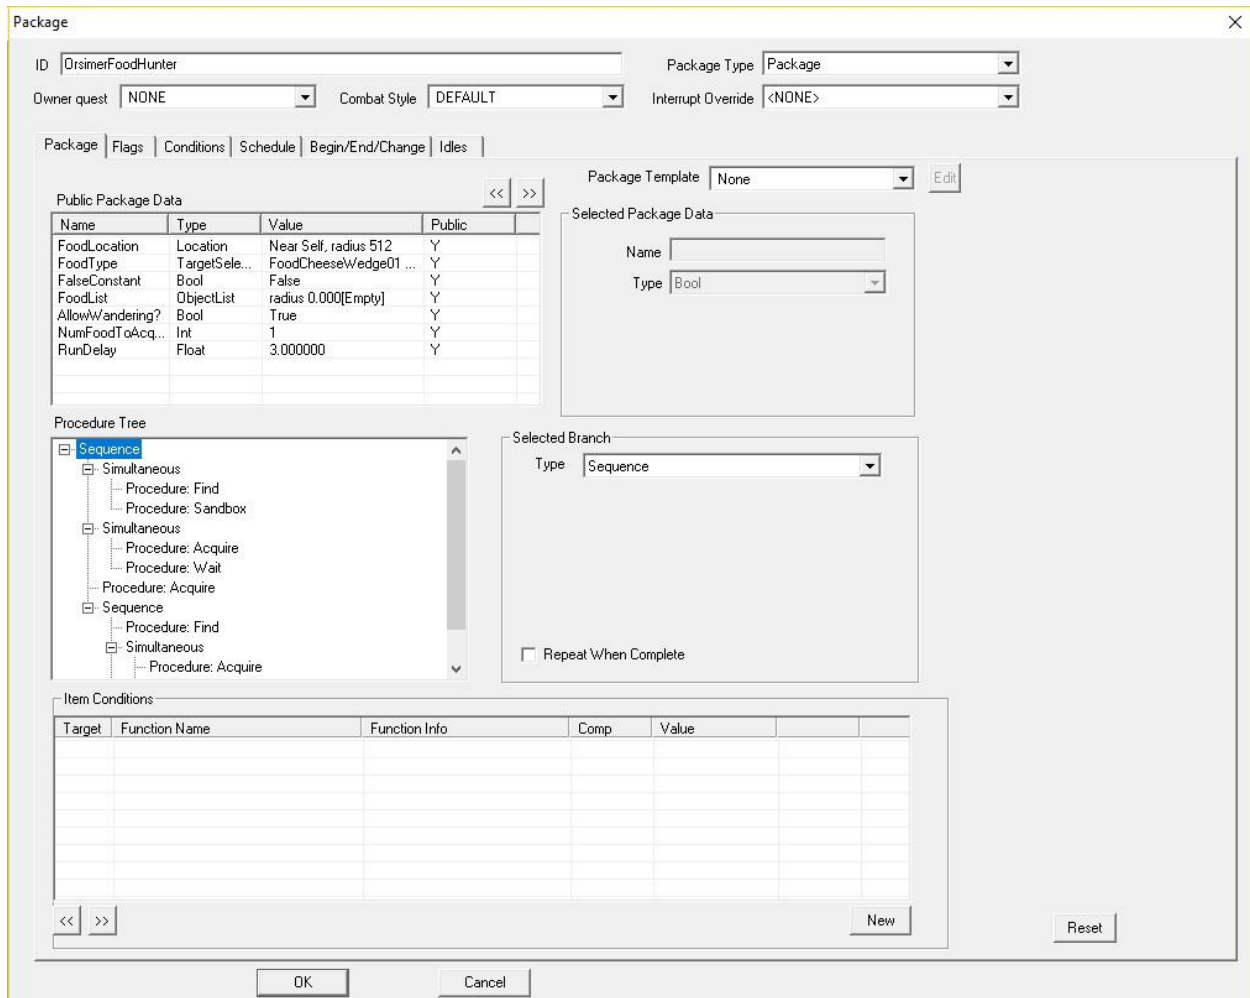 Package
ID OrsimerFoodHunter Package Type Package
Owner quest NONE Combat Style DEFAULT Interrupt Override <NONE>
Package Flags Conditions Schedule Begin/End/Change Idles
Package Template None Edit
Public Package Data << >>
Name Type Value Public
FoodLocation Location Near Self, radius 512 Y
FoodType TargetSele... FoodCheeseWedge01 ... Y
FalseConstant Bool False Y
FoodList ObjectList radius 0.000[Empty] Y
AllowWandering? Bool True Y
NumFoodToAcq... Int 1 Y
RunDelay Float 3.000000 Y
Selected Package Data
Name
Type Bool
Procedure Tree
Sequence
Simultaneous
Procedure: Find
Procedure: Sandbox
Simultaneous
Procedure: Acquire
Procedure: Wait
Procedure: Acquire
Sequence
Procedure: Find
Simultaneous
Procedure: Acquire
Selected Branch
Type Sequence
Repeat When Complete
Item Conditions
Target Function Name Function Info Comp Value
<< >> New
Reset
OK Cancel